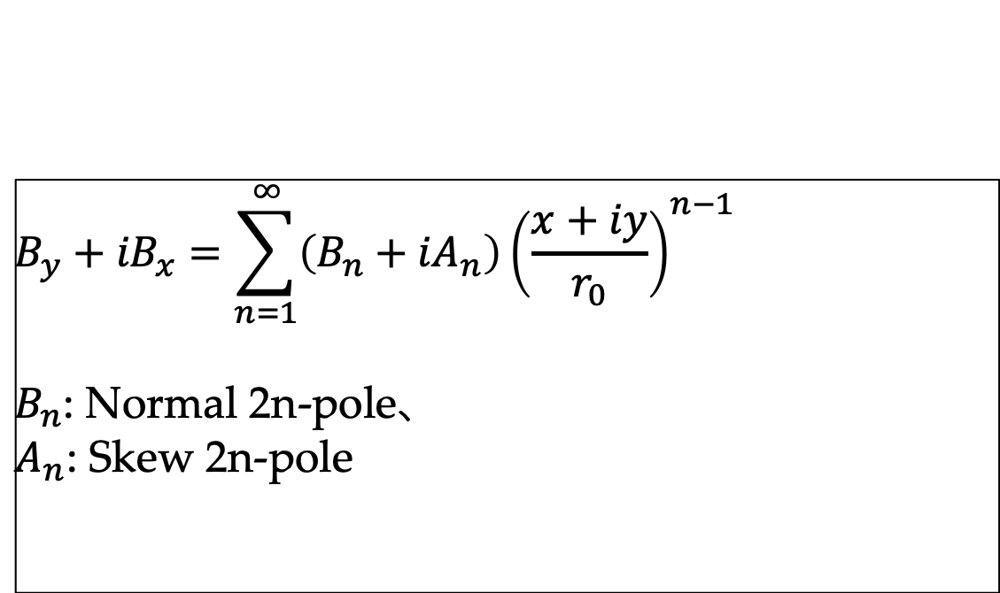 $B_y + iB_x = \sum_{n=1}^{\infty} (B_n + iA_n) \left( \frac{x + iy}{r_0} \right)^{n-1}$
$B_n$: Normal 2n-pole、
$A_n$: Skew 2n-pole